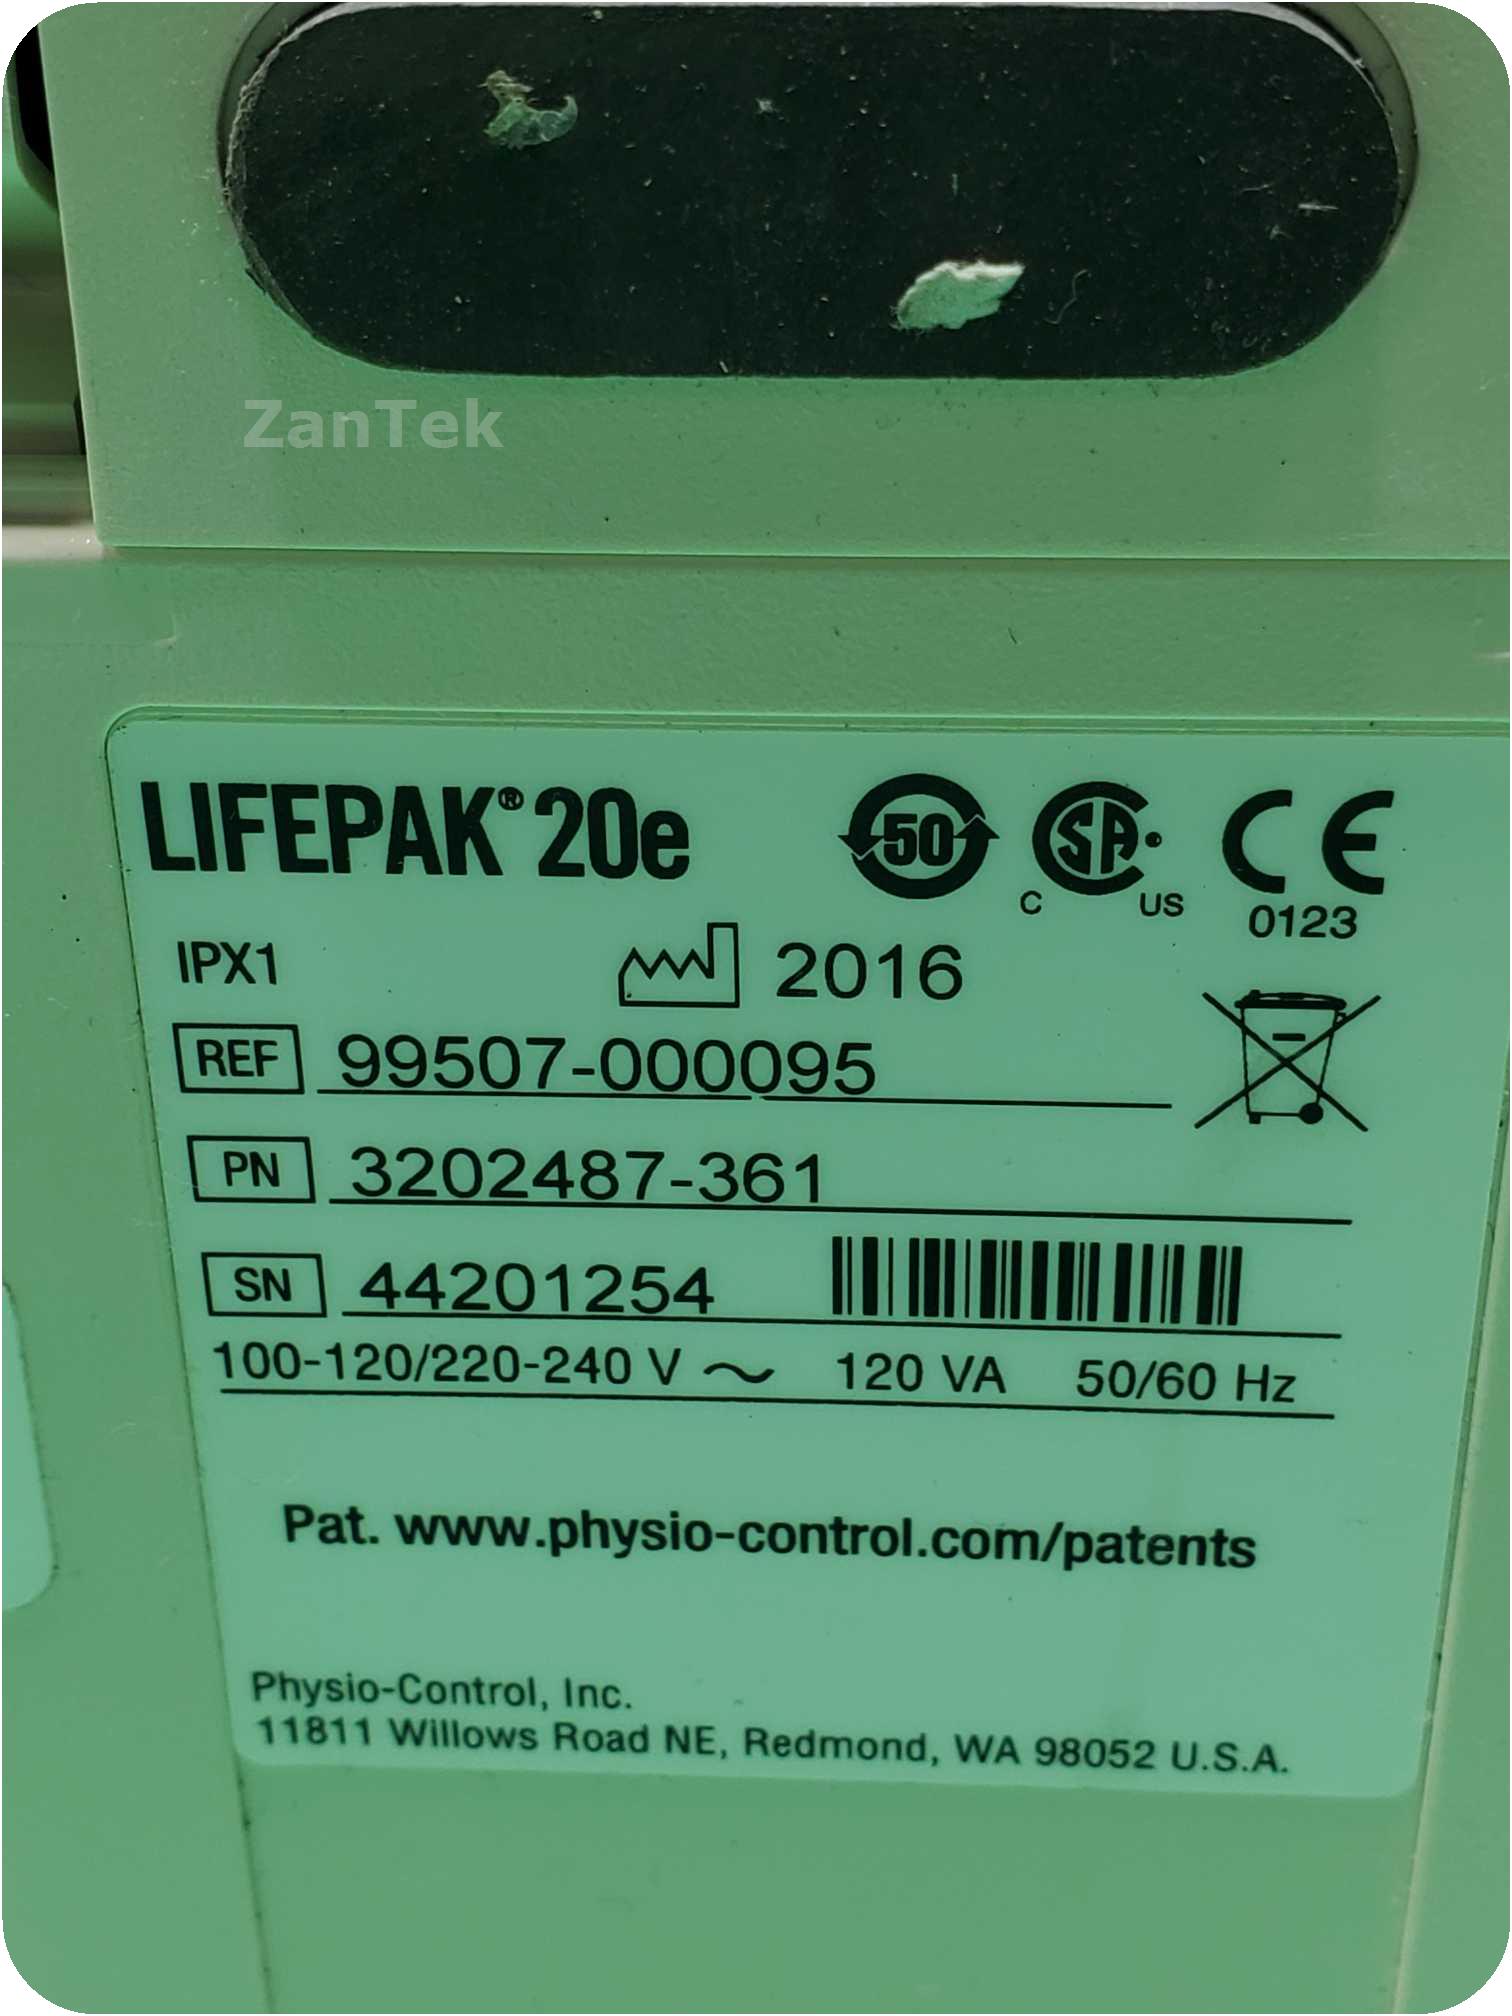 ZanTek
LIFEPAK® 20e
50
C SA US
CE
0123
IPX1
2016
REF 99507-000095
PN 3202487-361
SN 44201254
100-120/220-240 V ~ 120 VA 50/60 Hz
Pat. www.physio-control.com/patents
Physio-Control, Inc.
11811 Willows Road NE, Redmond, WA 98052 U.S.A.